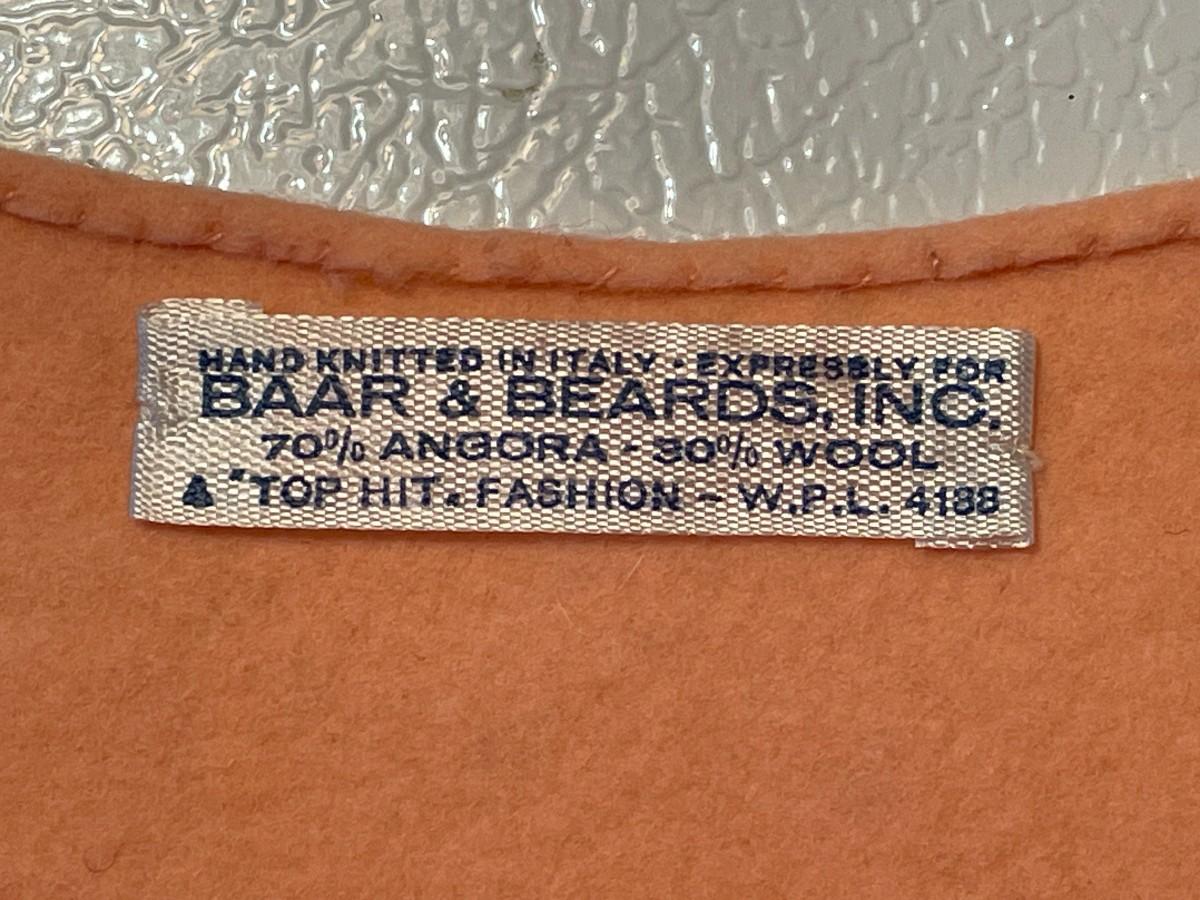 HAND KNITTED IN ITALY · EXPRESSLY FOR
BAAR & BEARDS, INC.
70% ANGORA - 30% WOOL
A "TOP HIT" FASHION - W.P.L. 4188